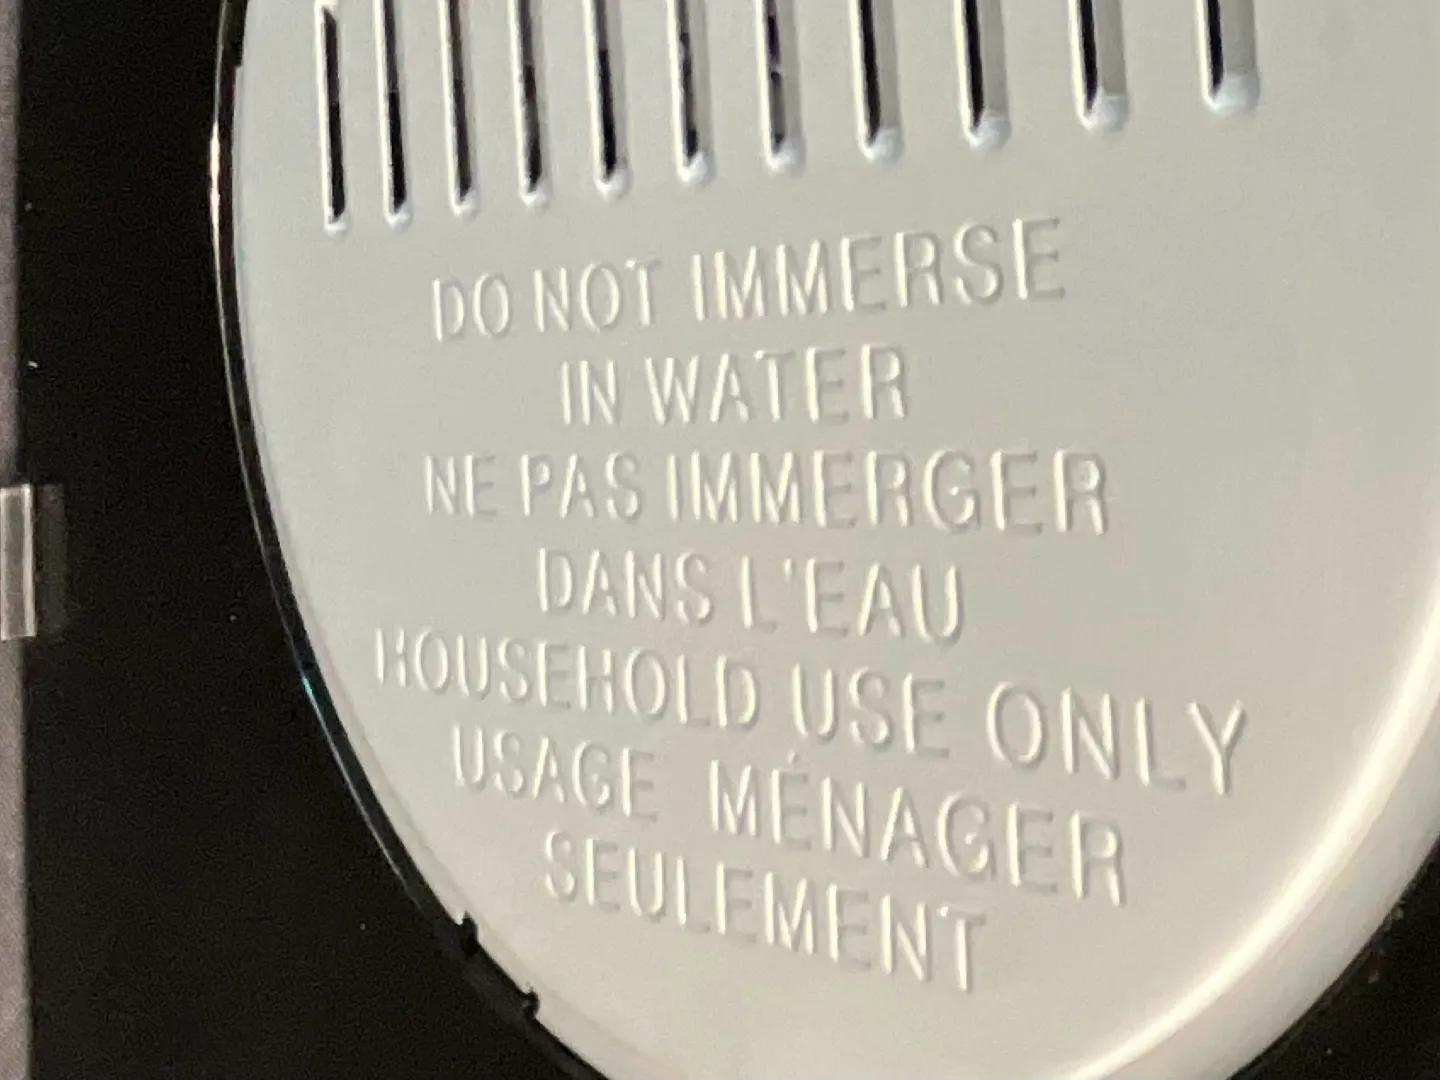 DO NOT IMMERSE
IN WATER
NE PAS IMMERGER
DANS L'EAU
HOUSEHOLD USE ONLY
USAGE MÉNAGER
SEULEMENT